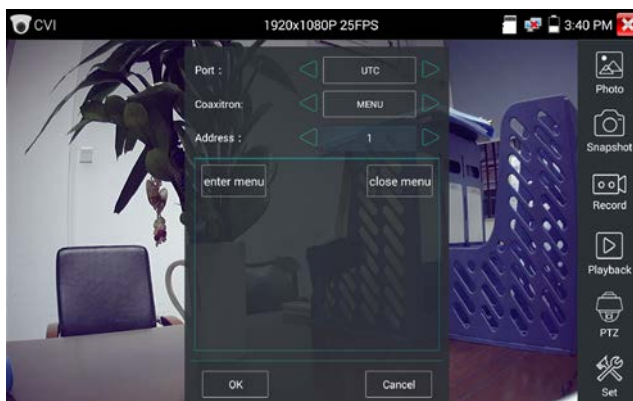 CVI 1920x1080P 25FPS 3:40 PM
Port : UTC
Coaxitron: MENU
Address : 1
enter menu close menu
OK Cancel
Photo
Snapshot
Record
Playback
PTZ
Set